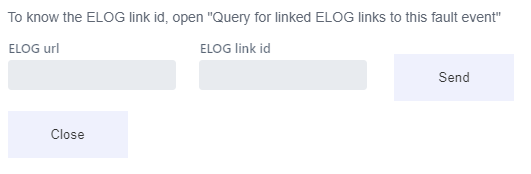 To know the ELOG link id, open "Query for linked ELOG links to this fault event"
ELOG url
ELOG link id
Send
Close